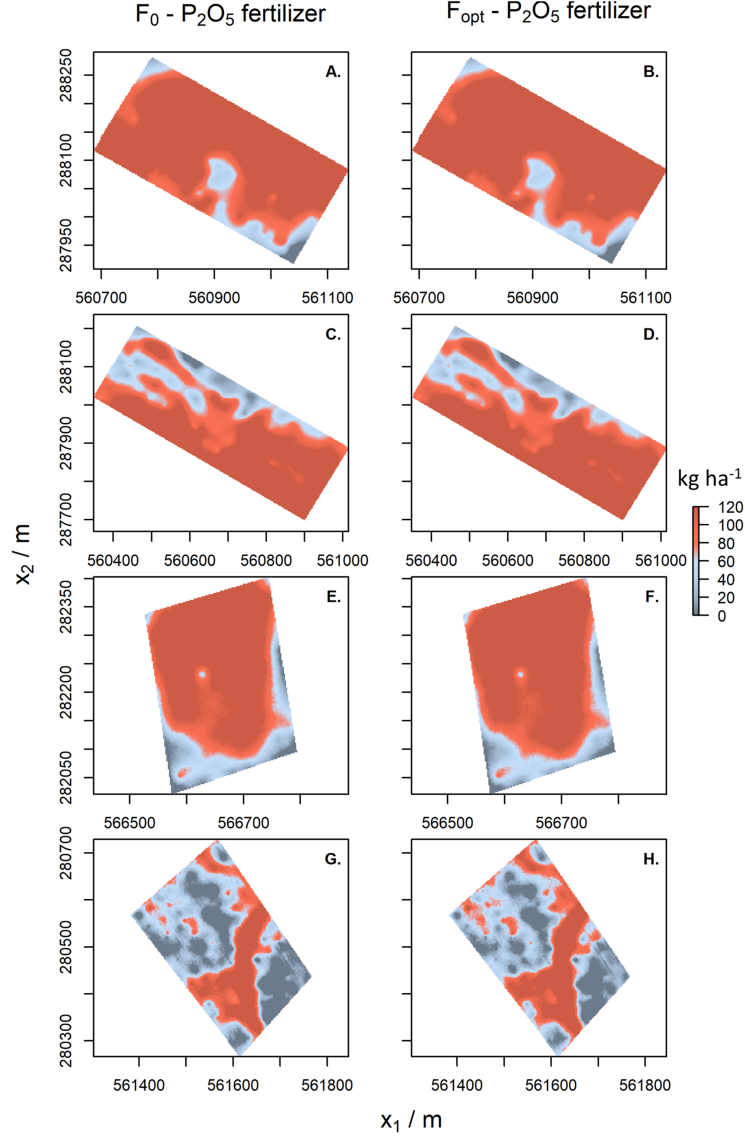 F0 - P2O5 fertilizer
Fopt - P2O5 fertilizer
A.
B.
287950 288100 288250
560700 560900 561100
560700 560900 561100
C.
D.
287700 287900 288100
560400 560600 560800 561000
560400 560600 560800 561000
kg ha-1
120
100
80
60
40
20
0
x2 / m
E.
F.
282050 282200 282350
566500 566700
566500 566700
G.
H.
280300 280500 280700
561400 561600 561800
561400 561600 561800
x1 / m